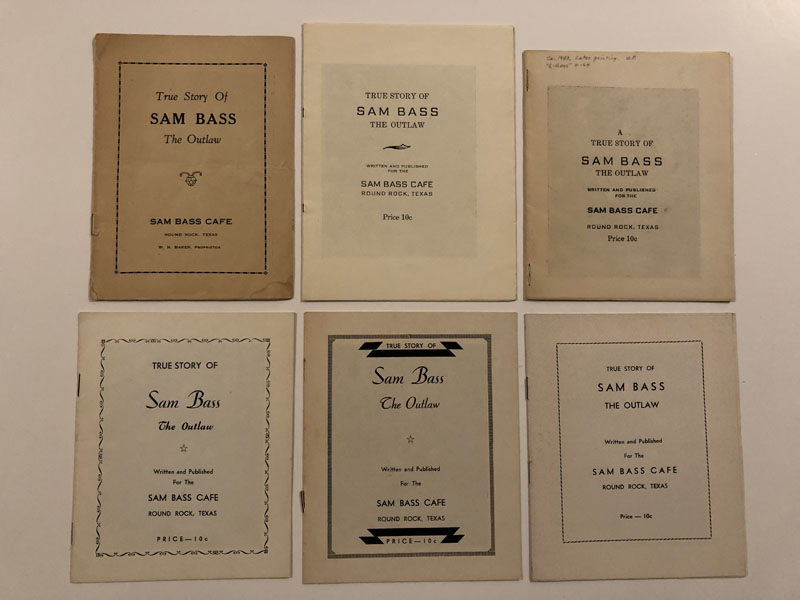 True Story Of
SAM BASS
The Outlaw
SAM BASS CAFE
ROUND ROCK, TEXAS
W. N. BAKER, PROPRIETOR
TRUE STORY OF
SAM BASS
THE OUTLAW
WRITTEN AND PUBLISHED
FOR THE
SAM BASS CAFE
ROUND ROCK, TEXAS
Price 10c
later printing.
A
TRUE STORY OF
SAM BASS
THE OUTLAW
WRITTEN AND PUBLISHED
FOR THE
SAM BASS CAFE
ROUND ROCK, TEXAS
Price 10c
TRUE STORY OF
Sam Bass
The Outlaw
Written and Published
For The
SAM BASS CAFE
ROUND ROCK, TEXAS
PRICE—10c
TRUE STORY OF
Sam Bass
The Outlaw
Written and Published
For The
SAM BASS CAFE
ROUND ROCK, TEXAS
PRICE—10c
TRUE STORY OF
SAM BASS
THE OUTLAW
Written and Published
For The
SAM BASS CAFE
ROUND ROCK, TEXAS
Price — 10c